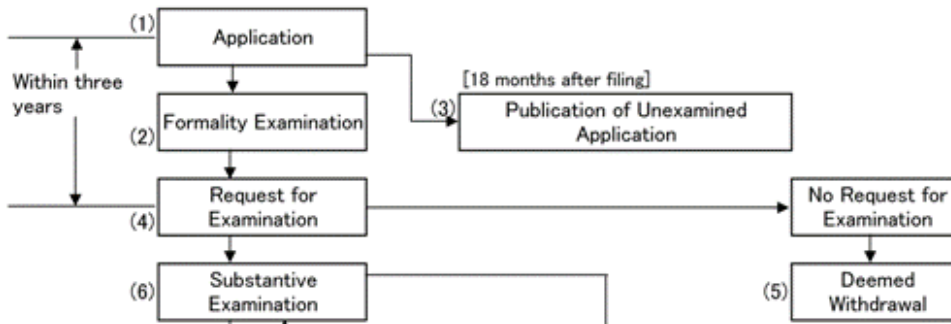 (1)
Application
Within three
years
[18 months after filing]
(3)
Publication of Unexamined
Application
(2)
Formality Examination
(4)
Request for
Examination
No Request for
Examination
(6)
Substantive
Examination
(5)
Deemed
Withdrawal